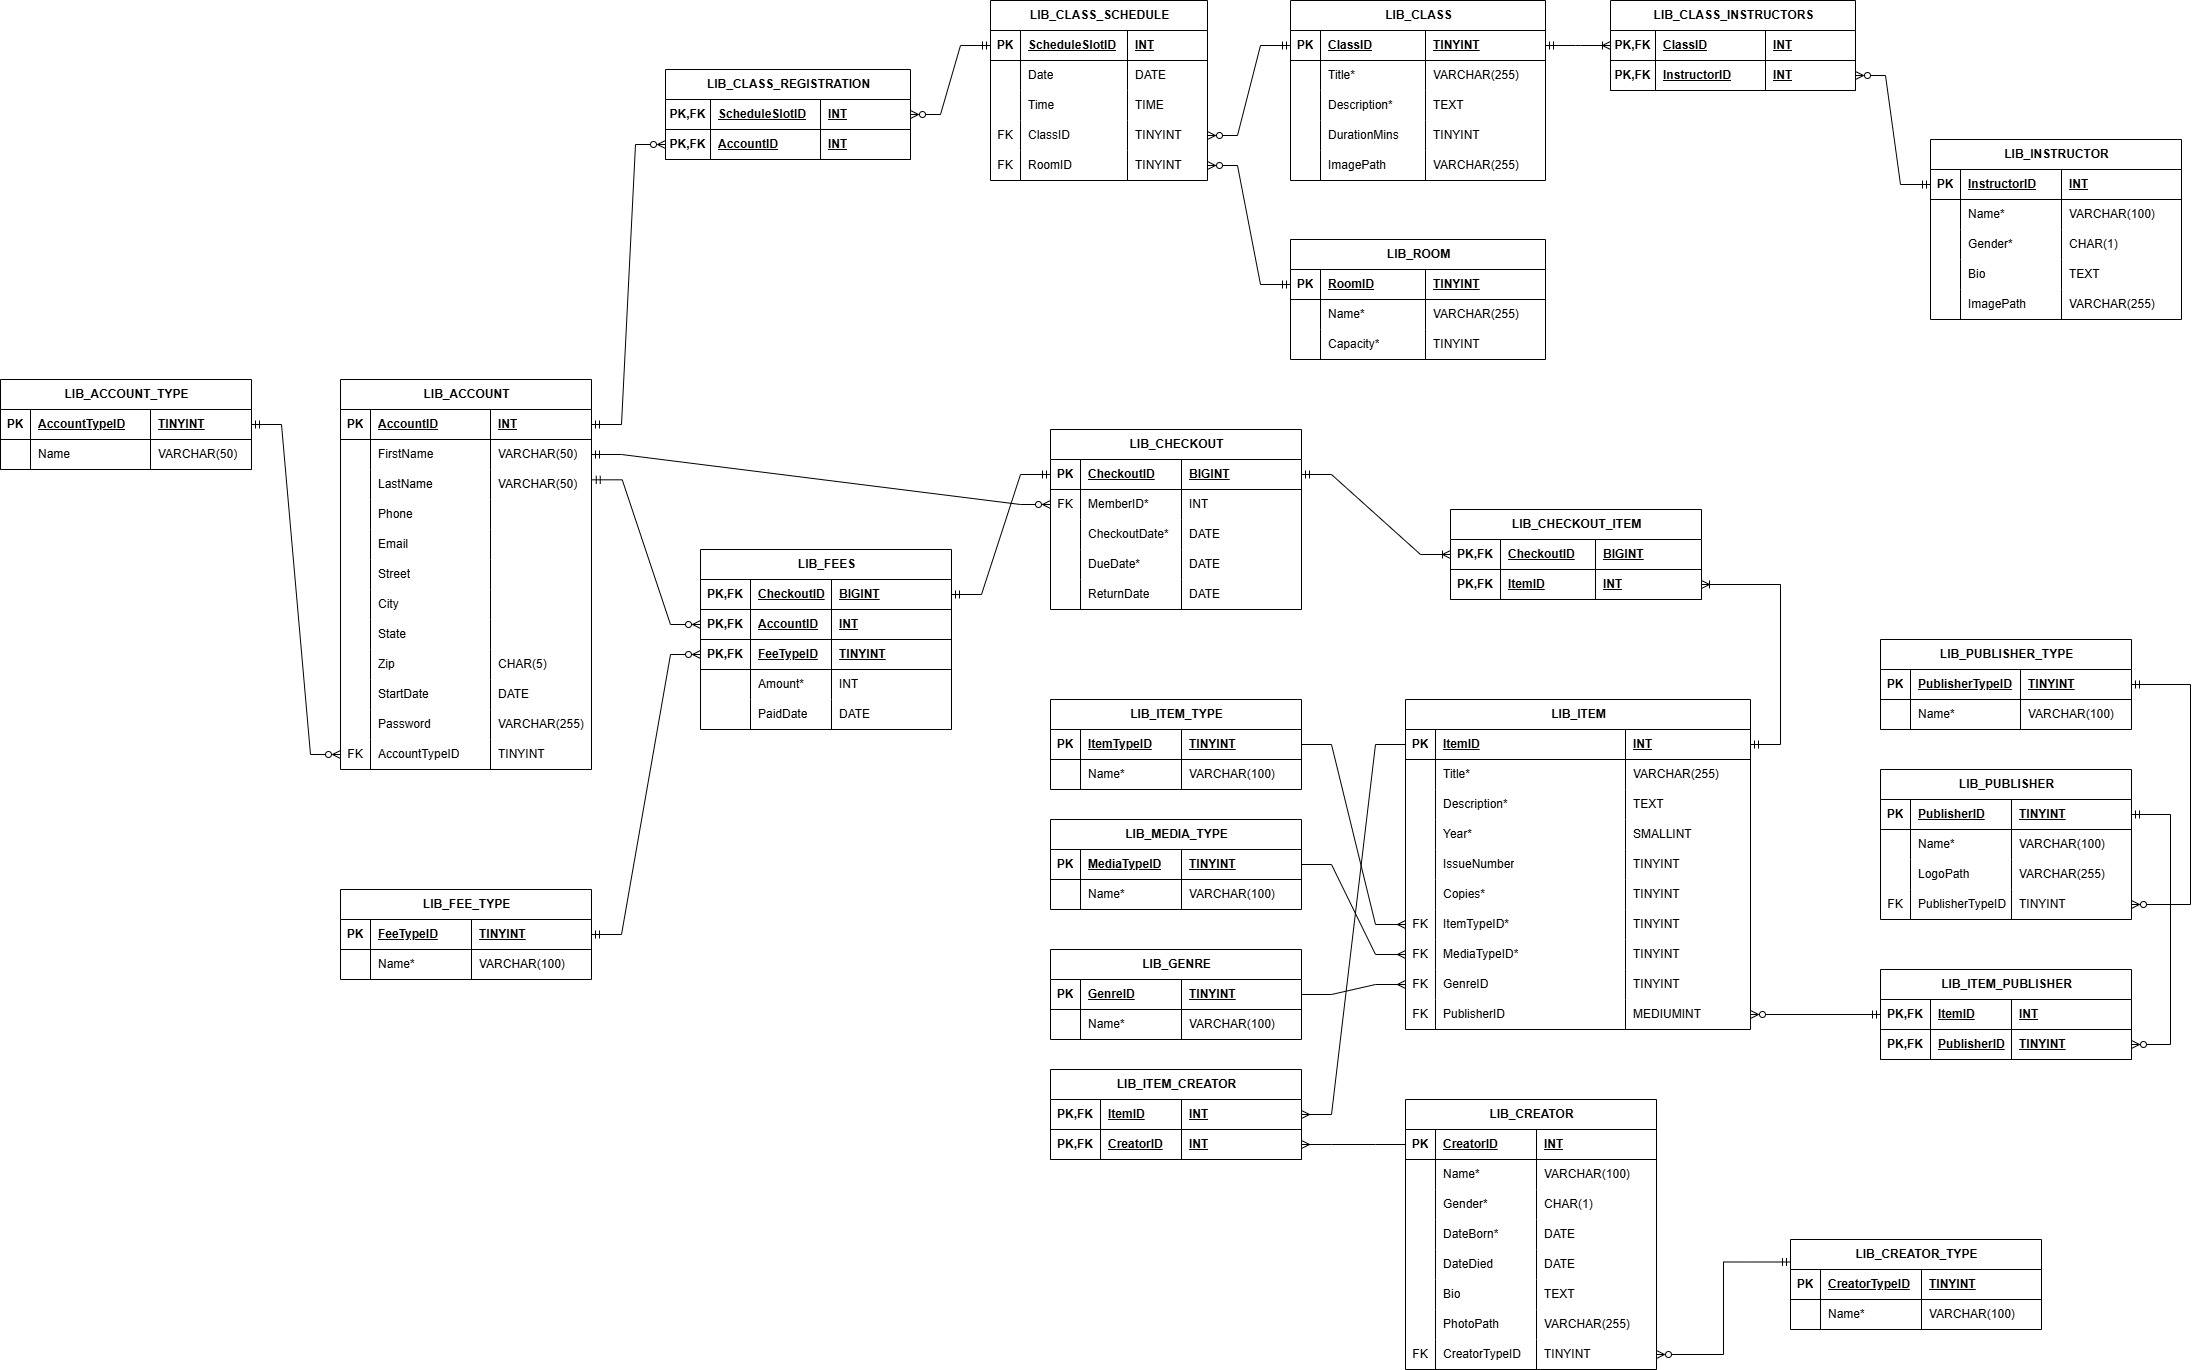 LIB_CLASS_SCHEDULE
PK ScheduleSlotID INT
Date DATE
Time TIME
FK ClassID TINYINT
FK RoomID TINYINT
LIB_CLASS
PK ClassID TINYINT
Title* VARCHAR(255)
Description* TEXT
DurationMins TINYINT
ImagePath VARCHAR(255)
LIB_CLASS_INSTRUCTORS
PK,FK ClassID INT
PK,FK InstructorID INT
LIB_CLASS_REGISTRATION
PK,FK ScheduleSlotID INT
PK,FK AccountID INT
LIB_INSTRUCTOR
PK InstructorID INT
Name* VARCHAR(100)
Gender* CHAR(1)
Bio TEXT
ImagePath VARCHAR(255)
LIB_ROOM
PK RoomID TINYINT
Name* VARCHAR(255)
Capacity* TINYINT
LIB_ACCOUNT_TYPE
PK AccountTypeID TINYINT
Name VARCHAR(50)
LIB_ACCOUNT
PK AccountID INT
FirstName VARCHAR(50)
LastName VARCHAR(50)
Phone
Email
Street
City
State
Zip CHAR(5)
StartDate DATE
Password VARCHAR(255)
FK AccountTypeID TINYINT
LIB_CHECKOUT
PK CheckoutID BIGINT
FK MemberID* INT
CheckoutDate* DATE
DueDate* DATE
ReturnDate DATE
LIB_CHECKOUT_ITEM
PK,FK CheckoutID BIGINT
PK,FK ItemID INT
LIB_FEES
PK,FK CheckoutID BIGINT
PK,FK AccountID INT
PK,FK FeeTypeID TINYINT
Amount* INT
PaidDate DATE
LIB_PUBLISHER_TYPE
PK PublisherTypeID TINYINT
Name* VARCHAR(100)
LIB_ITEM_TYPE
PK ItemTypeID TINYINT
Name* VARCHAR(100)
LIB_ITEM
PK ItemID INT
Title* VARCHAR(255)
Description* TEXT
Year* SMALLINT
IssueNumber TINYINT
Copies* TINYINT
FK ItemTypeID* TINYINT
FK MediaTypeID* TINYINT
FK GenreID TINYINT
FK PublisherID MEDIUMINT
LIB_PUBLISHER
PK PublisherID TINYINT
Name* VARCHAR(100)
LogoPath VARCHAR(255)
FK PublisherTypeID TINYINT
LIB_MEDIA_TYPE
PK MediaTypeID TINYINT
Name* VARCHAR(100)
LIB_FEE_TYPE
PK FeeTypeID TINYINT
Name* VARCHAR(100)
LIB_GENRE
PK GenreID TINYINT
Name* VARCHAR(100)
LIB_ITEM_PUBLISHER
PK,FK ItemID INT
PK,FK PublisherID TINYINT
LIB_ITEM_CREATOR
PK,FK ItemID INT
PK,FK CreatorID INT
LIB_CREATOR
PK CreatorID INT
Name* VARCHAR(100)
Gender* CHAR(1)
DateBorn* DATE
DateDied DATE
Bio TEXT
PhotoPath VARCHAR(255)
FK CreatorTypeID TINYINT
LIB_CREATOR_TYPE
PK CreatorTypeID TINYINT
Name* VARCHAR(100)